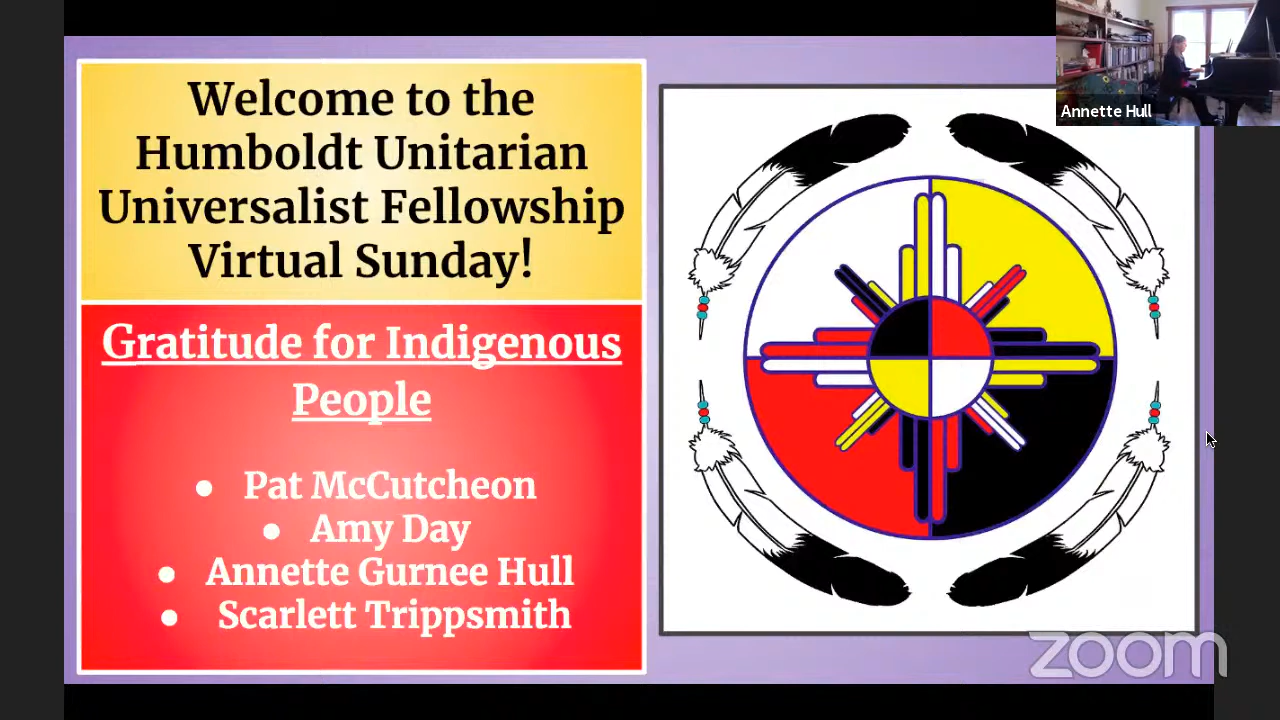 Welcome to the
Humboldt Unitarian
Universalist Fellowship
Virtual Sunday!
Gratitude for Indigenous
People
● Pat McCutcheon
● Amy Day
● Annette Gurnee Hull
● Scarlett Trippsmith
Annette Hull
zoom